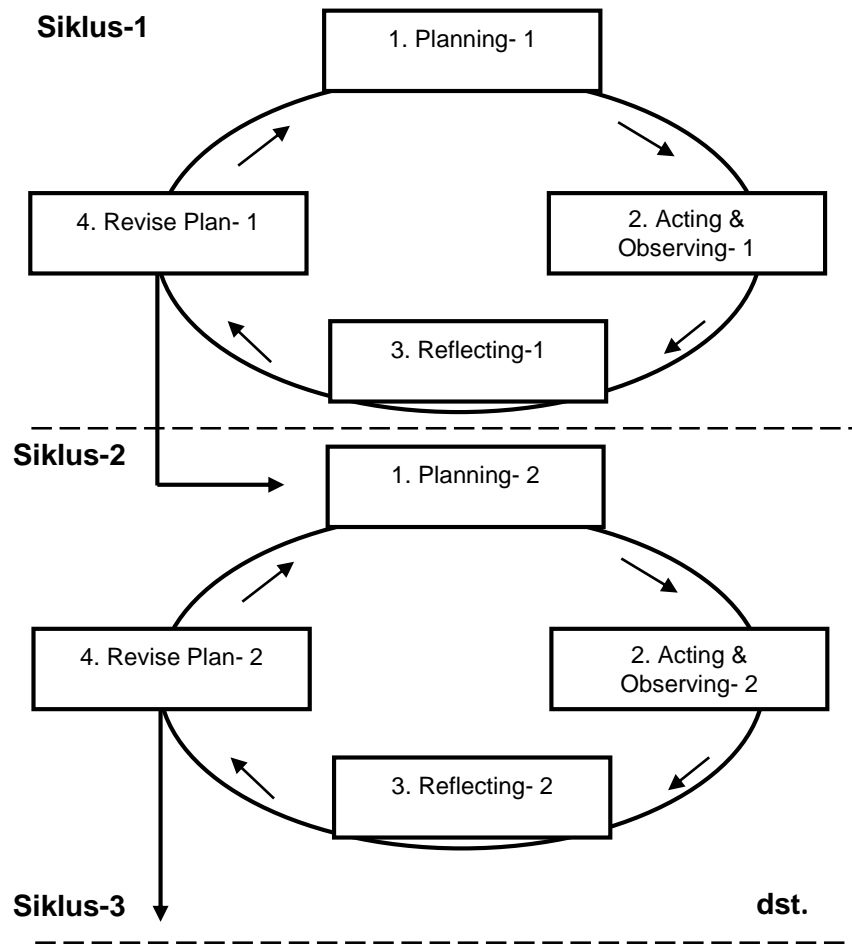 Siklus-1
1. Planning- 1
4. Revise Plan- 1
2. Acting &
Observing- 1
3. Reflecting-1
Siklus-2
1. Planning- 2
4. Revise Plan- 2
2. Acting &
Observing- 2
3. Reflecting- 2
Siklus-3
dst.